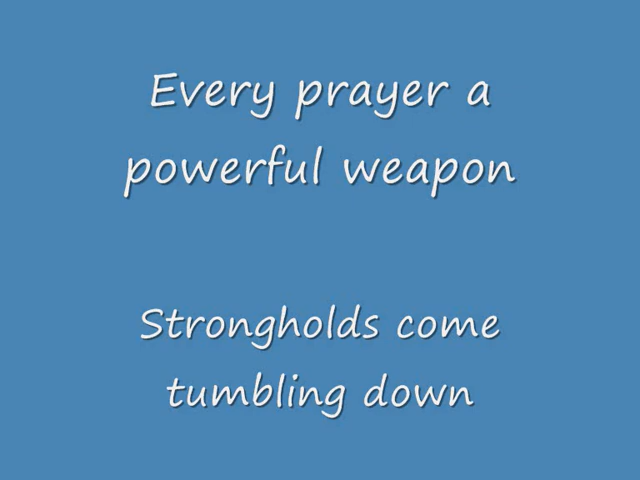 Every prayer a
powerful weapon
Strongholds come
tumbling down